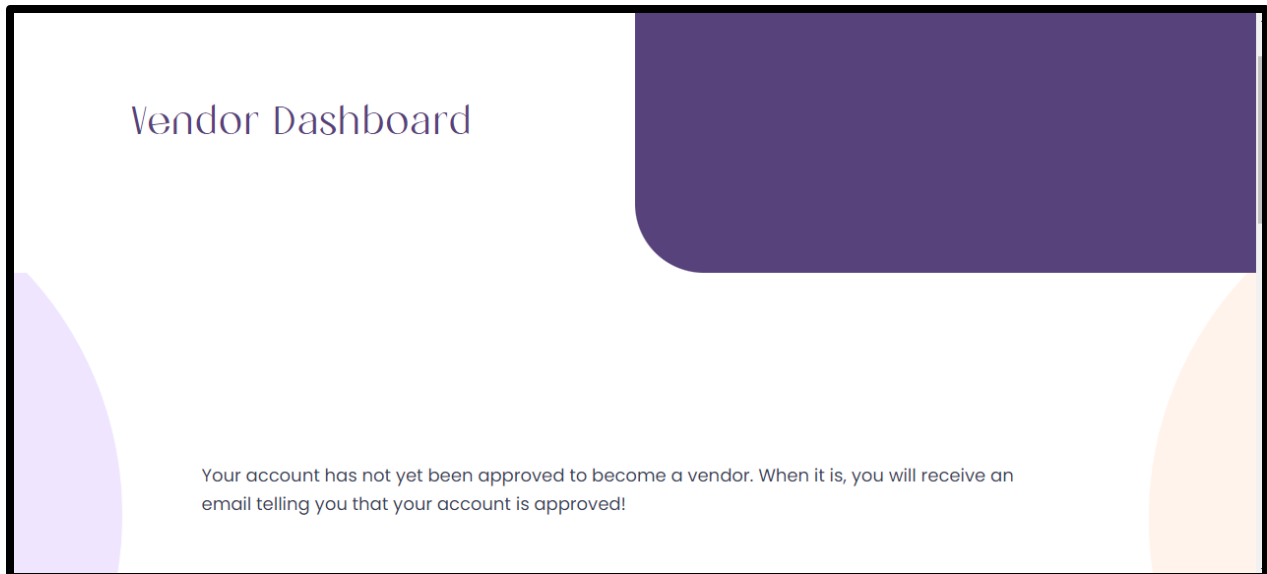 Vendor Dashboard
Your account has not yet been approved to become a vendor. When it is, you will receive an
email telling you that your account is approved!